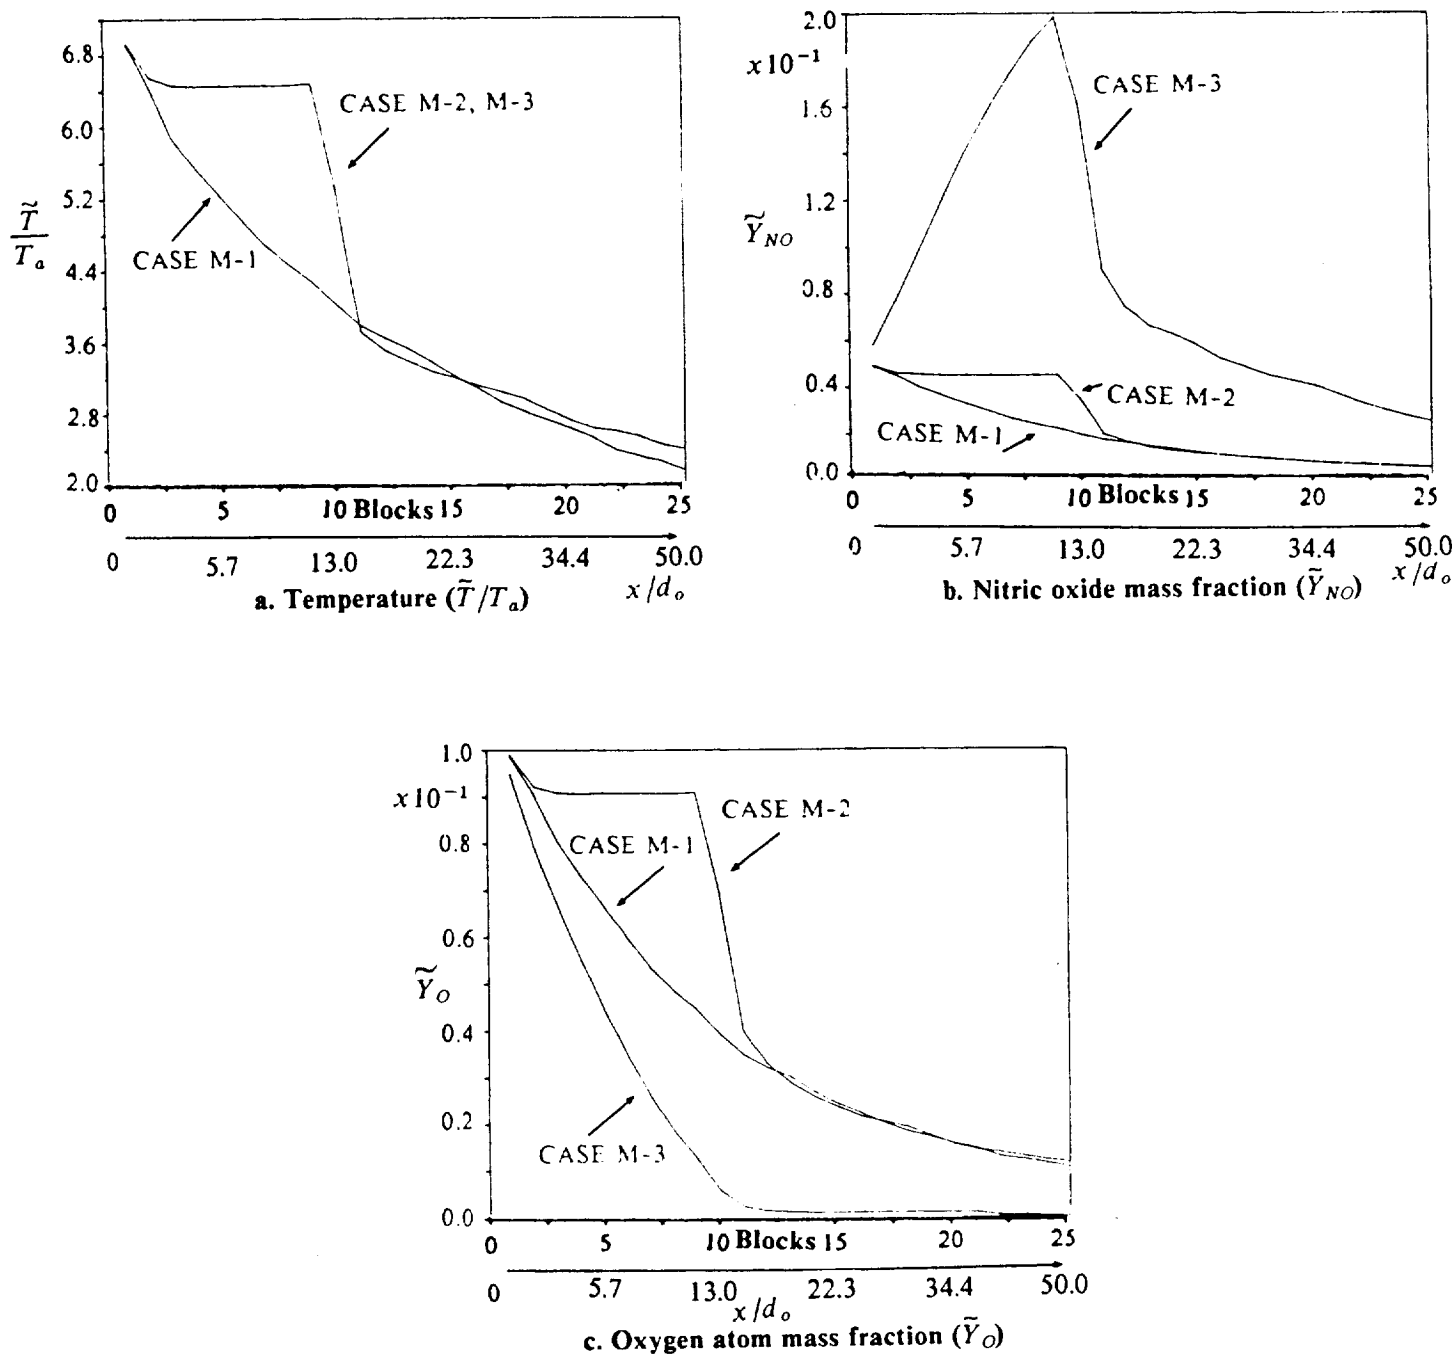 6.8
6.0
5.2
4.4
3.6
2.8
2.0
T̃
T_a
CASE M-2, M-3
CASE M-1
0 5 10 Blocks 15 20 25
0 5.7 13.0 22.3 34.4 50.0
x/d_o
a. Temperature (T̃/T_a)
2.0
x10⁻¹
1.6
1.2
Ỹ_NO
0.8
0.4
0.0
CASE M-3
CASE M-2
CASE M-1
0 5 10 Blocks 15 20 25
0 5.7 13.0 22.3 34.4 50.0
x/d_o
b. Nitric oxide mass fraction (Ỹ_NO)
1.0
x10⁻¹
0.8
0.6
Ỹ_O
0.4
0.2
0.0
CASE M-2
CASE M-1
CASE M-3
0 5 10 Blocks 15 20 25
0 5.7 13.0 22.3 34.4 50.0
x/d_o
c. Oxygen atom mass fraction (Ỹ_O)